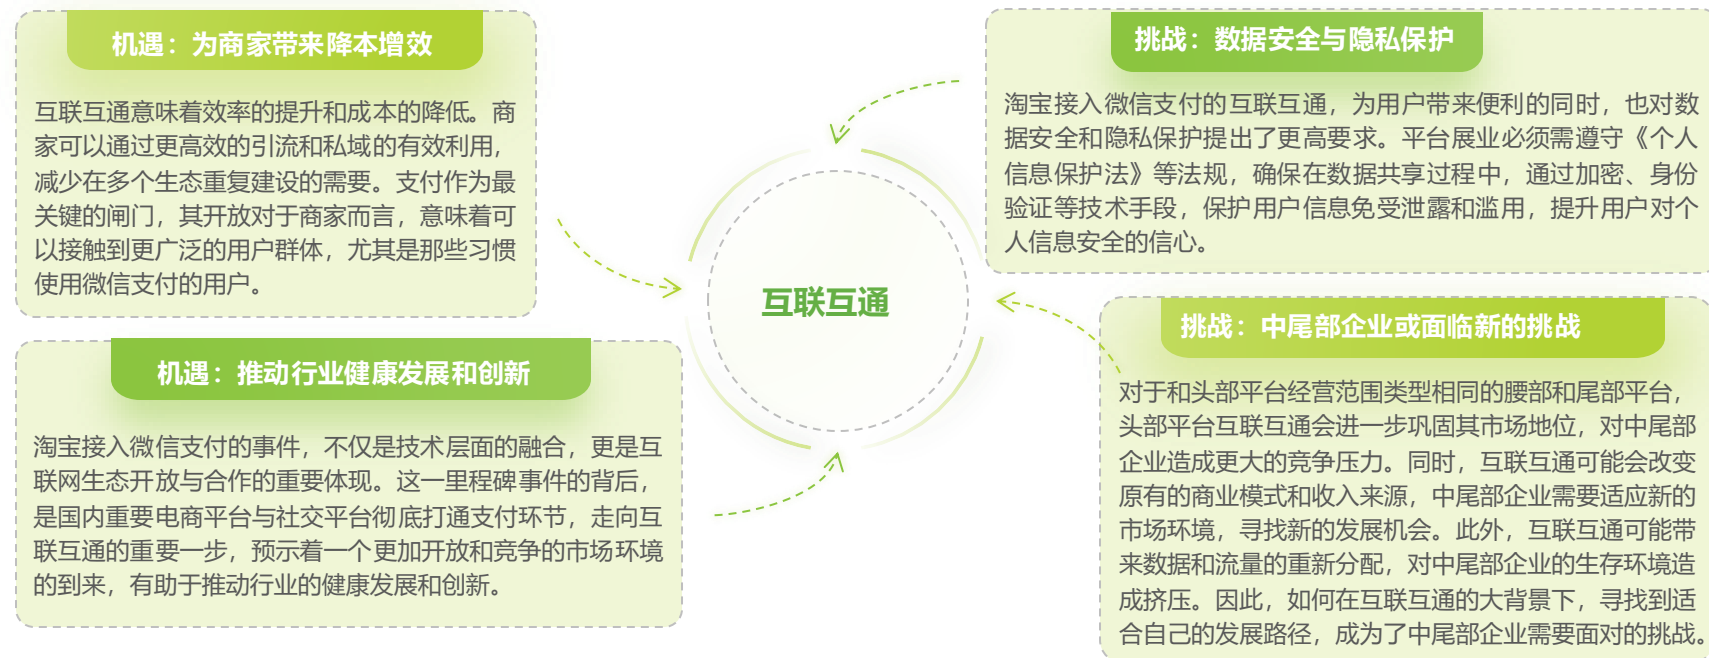 机遇：为商家带来降本增效
互联互通意味着效率的提升和成本的降低。商
家可以通过更高效的引流和私域的有效利用，
减少在多个生态重复建设的需要。支付作为最
关键的闸门，其开放对于商家而言，意味着可
以接触到更广泛的用户群体，尤其是那些习惯
使用微信支付的用户。
机遇：推动行业健康发展和创新
淘宝接入微信支付的事件，不仅是技术层面的融合，更是互
联网生态开放与合作的重要体现。这一里程碑事件的背后，
是国内重要电商平台与社交平台彻底打通支付环节，走向互
联互通的重要一步，预示着一个更加开放和竞争的市场环境
的到来，有助于推动行业的健康发展和创新。
互联互通
挑战：数据安全与隐私保护
淘宝接入微信支付的互联互通，为用户带来便利的同时，也对数
据安全和隐私保护提出了更高要求。平台展业必须需遵守《个人
信息保护法》等法规，确保在数据共享过程中，通过加密、身份
验证等技术手段，保护用户信息免受泄露和滥用，提升用户对个
人信息安全的信心。
挑战：中尾部企业或面临新的挑战
对于和头部平台经营范围类型相同的腰部和尾部平台，
头部平台互联互通会进一步巩固其市场地位，对中尾部
企业造成更大的竞争压力。同时，互联互通可能会改变
原有的商业模式和收入来源，中尾部企业需要适应新的
市场环境，寻找新的发展机会。此外，互联互通可能带
来数据和流量的重新分配，对中尾部企业的生存环境造
成挤压。因此，如何在互联互通的大背景下，寻找到适
合自己的发展路径，成为了中尾部企业需要面对的挑战。